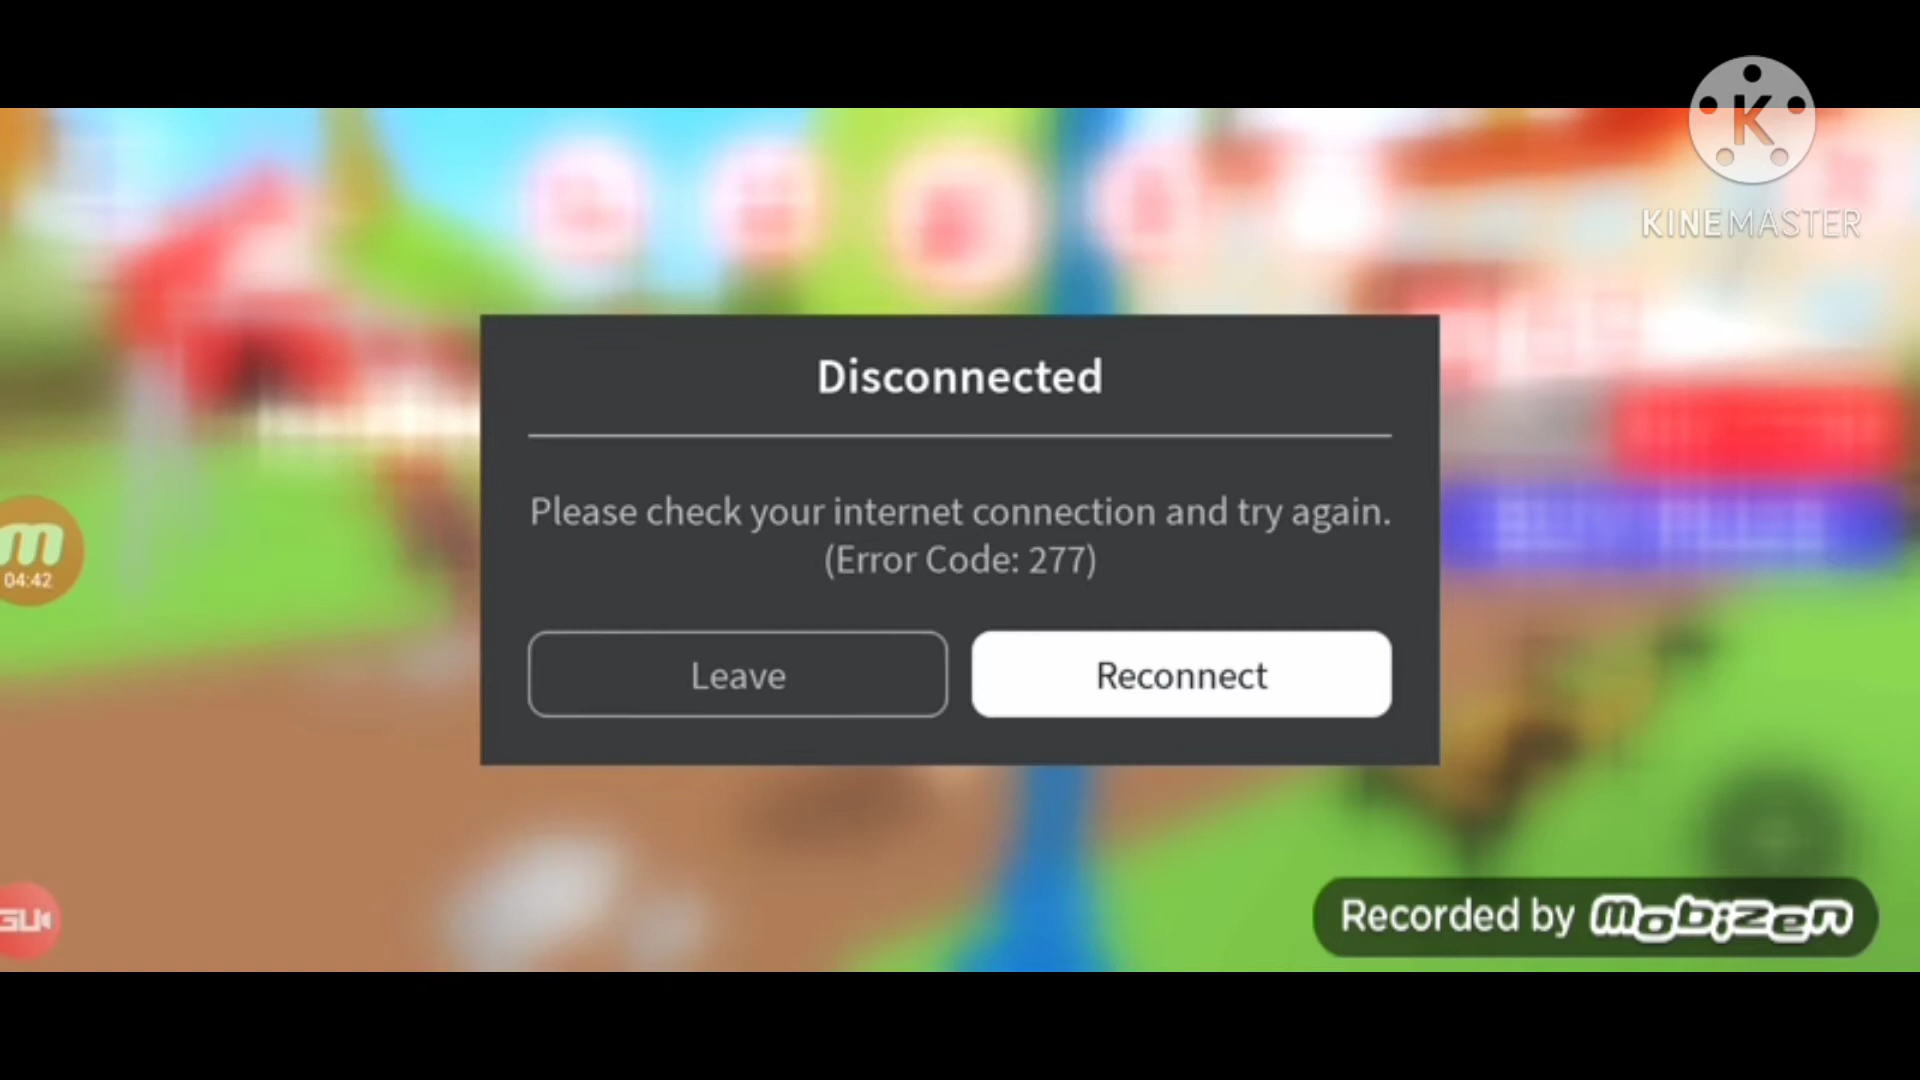 K
KINEMASTER
Disconnected
Please check your internet connection and try again.
(Error Code: 277)
Leave
Reconnect
m
04:42
GU
Recorded by mobizen